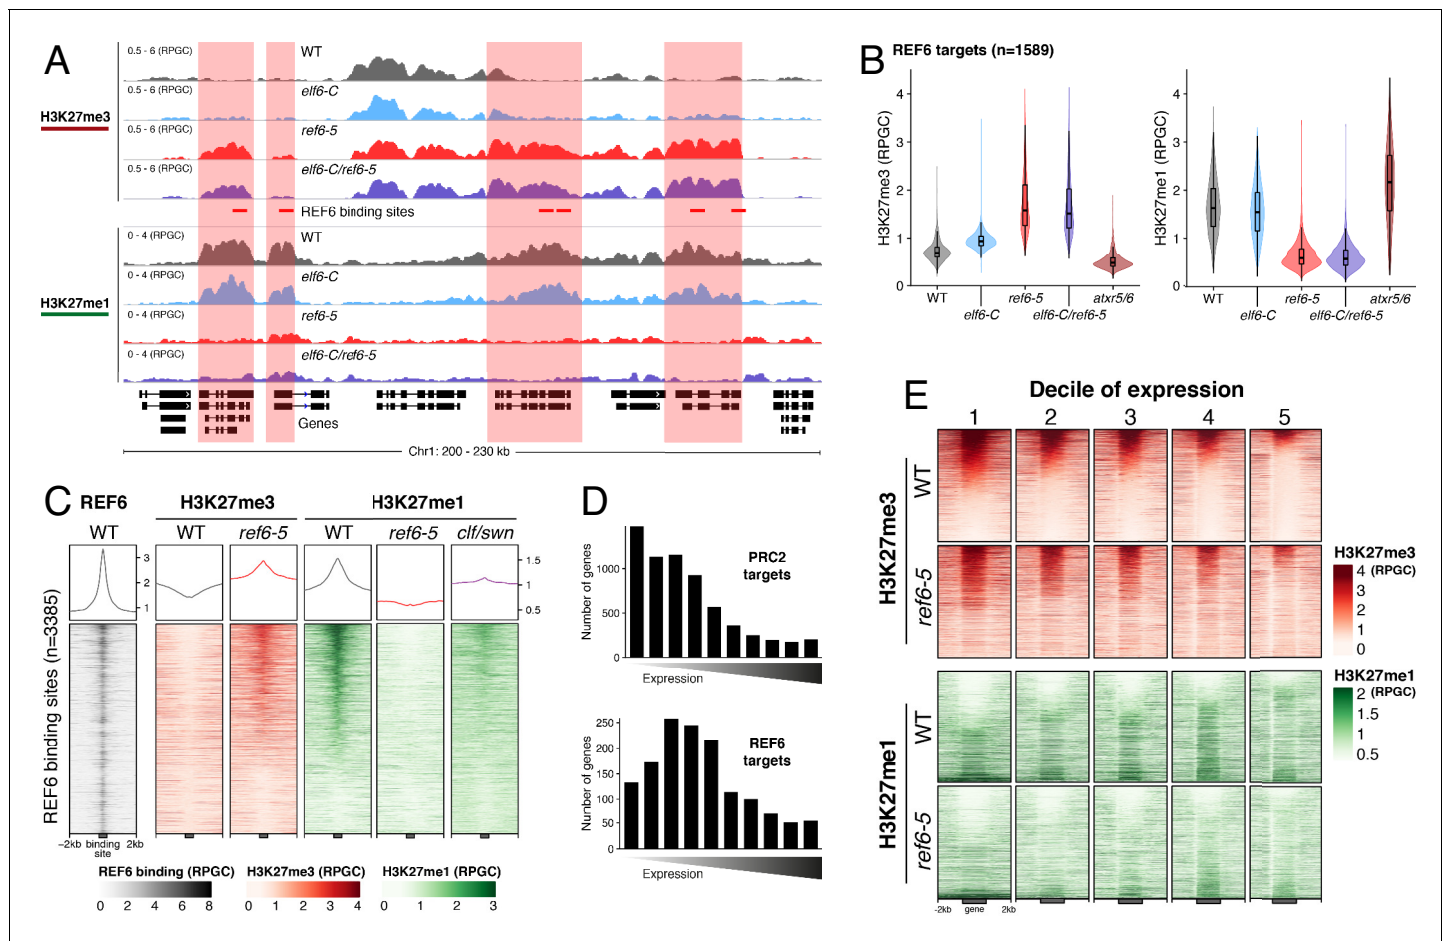 A
0.5 - 6 (RPGC)
WT
0.5 - 6 (RPGC)
elf6-C
H3K27me3
0.5 - 6 (RPGC)
ref6-5
0.5 - 6 (RPGC)
elf6-C/ref6-5
REF6 binding sites
0 - 4 (RPGC)
WT
0 - 4 (RPGC)
elf6-C
H3K27me1
0 - 4 (RPGC)
ref6-5
0 - 4 (RPGC)
elf6-C/ref6-5
Genes
Chr1: 200 - 230 kb
B
REF6 targets (n=1589)
H3K27me3 (RPGC)
4
3
2
1
0
WT
elf6-C
ref6-5
elf6-C/ref6-5
atxr5/6
H3K27me1 (RPGC)
4
3
2
1
0
WT
elf6-C
ref6-5
elf6-C/ref6-5
atxr5/6
C
REF6
H3K27me3
H3K27me1
WT
WT
ref6-5
WT
ref6-5
clf/swn
3
2
1
1.5
1
0.5
REF6 binding sites (n=3385)
-2kb binding site 2kb
REF6 binding (RPGC)
0 2 4 6 8
H3K27me3 (RPGC)
0 1 2 3 4
H3K27me1 (RPGC)
0 1 2 3
D
Number of genes
1000
500
0
PRC2
targets
Expression
Number of genes
250
200
150
100
50
0
REF6
targets
Expression
E
Decile of expression
1 2 3 4 5
H3K27me3
WT
ref6-5
H3K27me3
(RPGC)
4
3
2
1
0
H3K27me1
WT
ref6-5
H3K27me1
(RPGC)
2
1.5
1
0.5
-2kb gene 2kb